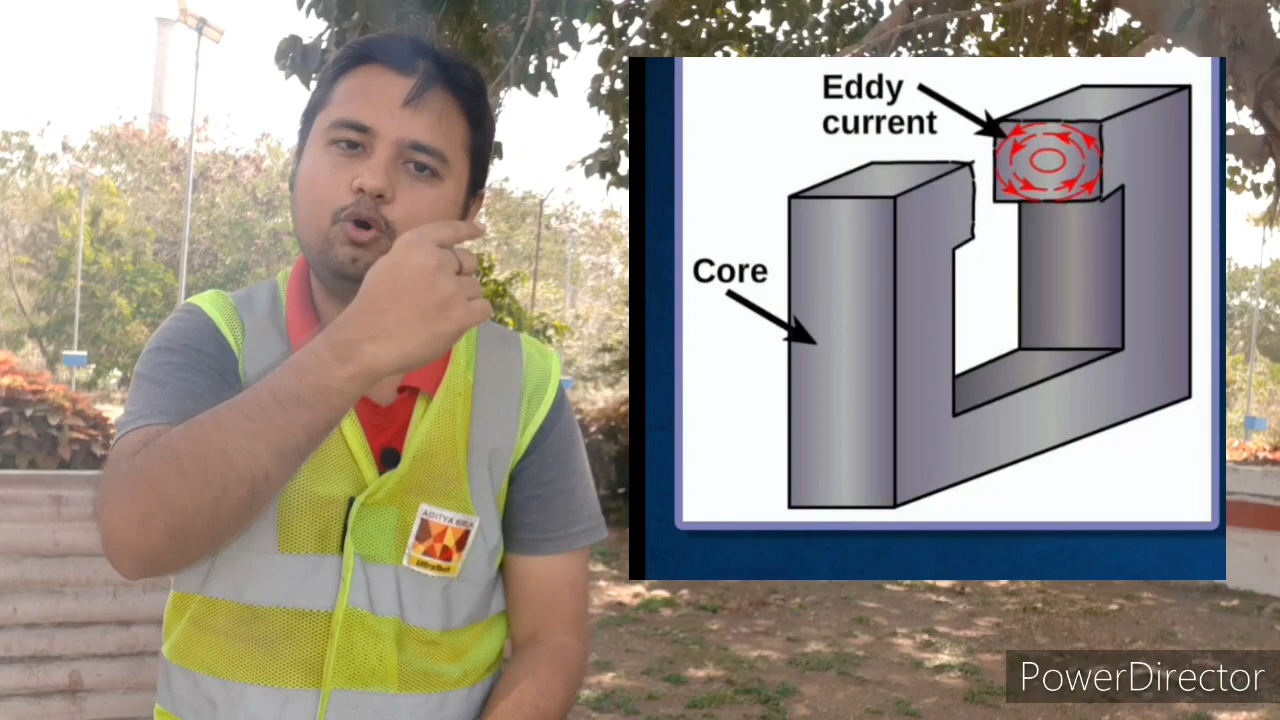 Eddy
current
Core
ADITYA BIRLA
UltraTech
PowerDirector